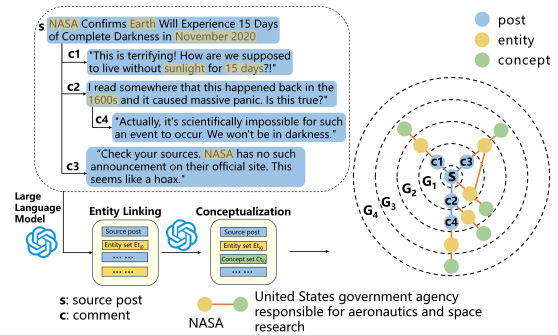 s NASA Confirms Earth Will Experience 15 Days
of Complete Darkness in November 2020
c1 "This is terrifying! How are we supposed
to live without sunlight for 15 days?!"
c2 I read somewhere that this happened back in the
1600s and it caused massive panic. Is this true?"
c4 "Actually, it's scientifically impossible for such
an event to occur. We won't be in darkness."
c3 "Check your sources. NASA has no such
announcement on their official site. This
seems like a hoax."
post
entity
concept
c1 c3
s
c2
c4
G1
G2
G3
G4
Large
Language
Model
Entity Linking
Source post
Entity set Et₍₀
... ...
Conceptualization
Source post
Entity set Et₍₀
Concept set Ct₍₀
... ...
s: source post
c: comment
NASA
United States government agency
responsible for aeronautics and space
research